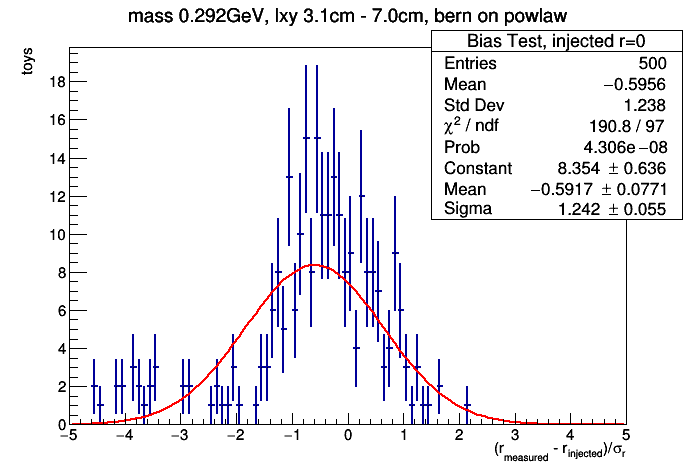 mass 0.292GeV, lxy 3.1cm - 7.0cm, bern on powlaw
toys
Bias Test, injected r=0
Entries 500
Mean −0.5956
Std Dev 1.238
χ² / ndf 190.8 / 97
Prob 4.306e−08
Constant 8.354 ± 0.636
Mean −0.5917 ± 0.0771
Sigma 1.242 ± 0.055
18
16
14
12
10
8
6
4
2
0
−5 −4 −3 −2 −1 0 1 2 3 4 5
(r_measured - r_injected)/σ_r